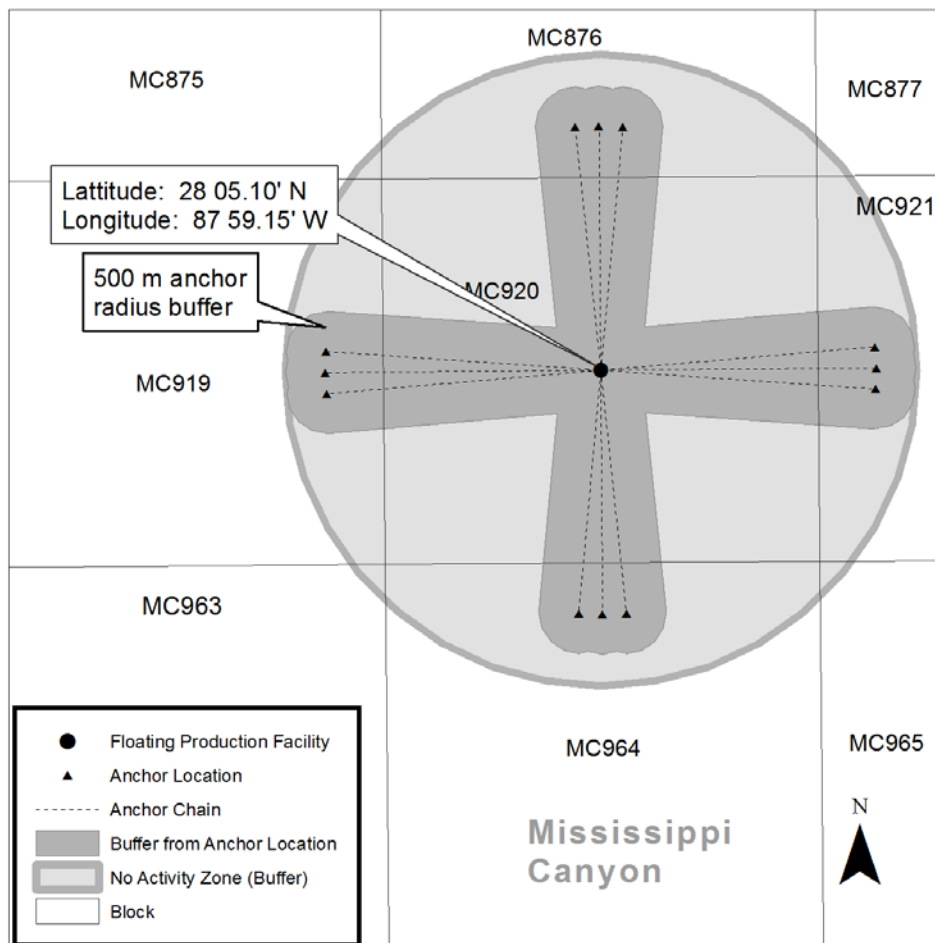 MC876
MC875
MC877
Lattitude:  28 05.10' N
Longitude:  87 59.15' W
MC921
500 m anchor
radius buffer
MC920
MC919
MC963
Floating Production Facility
Anchor Location
Anchor Chain
Buffer from Anchor Location
No Activity Zone (Buffer)
Block
MC964
MC965
Mississippi
Canyon
N